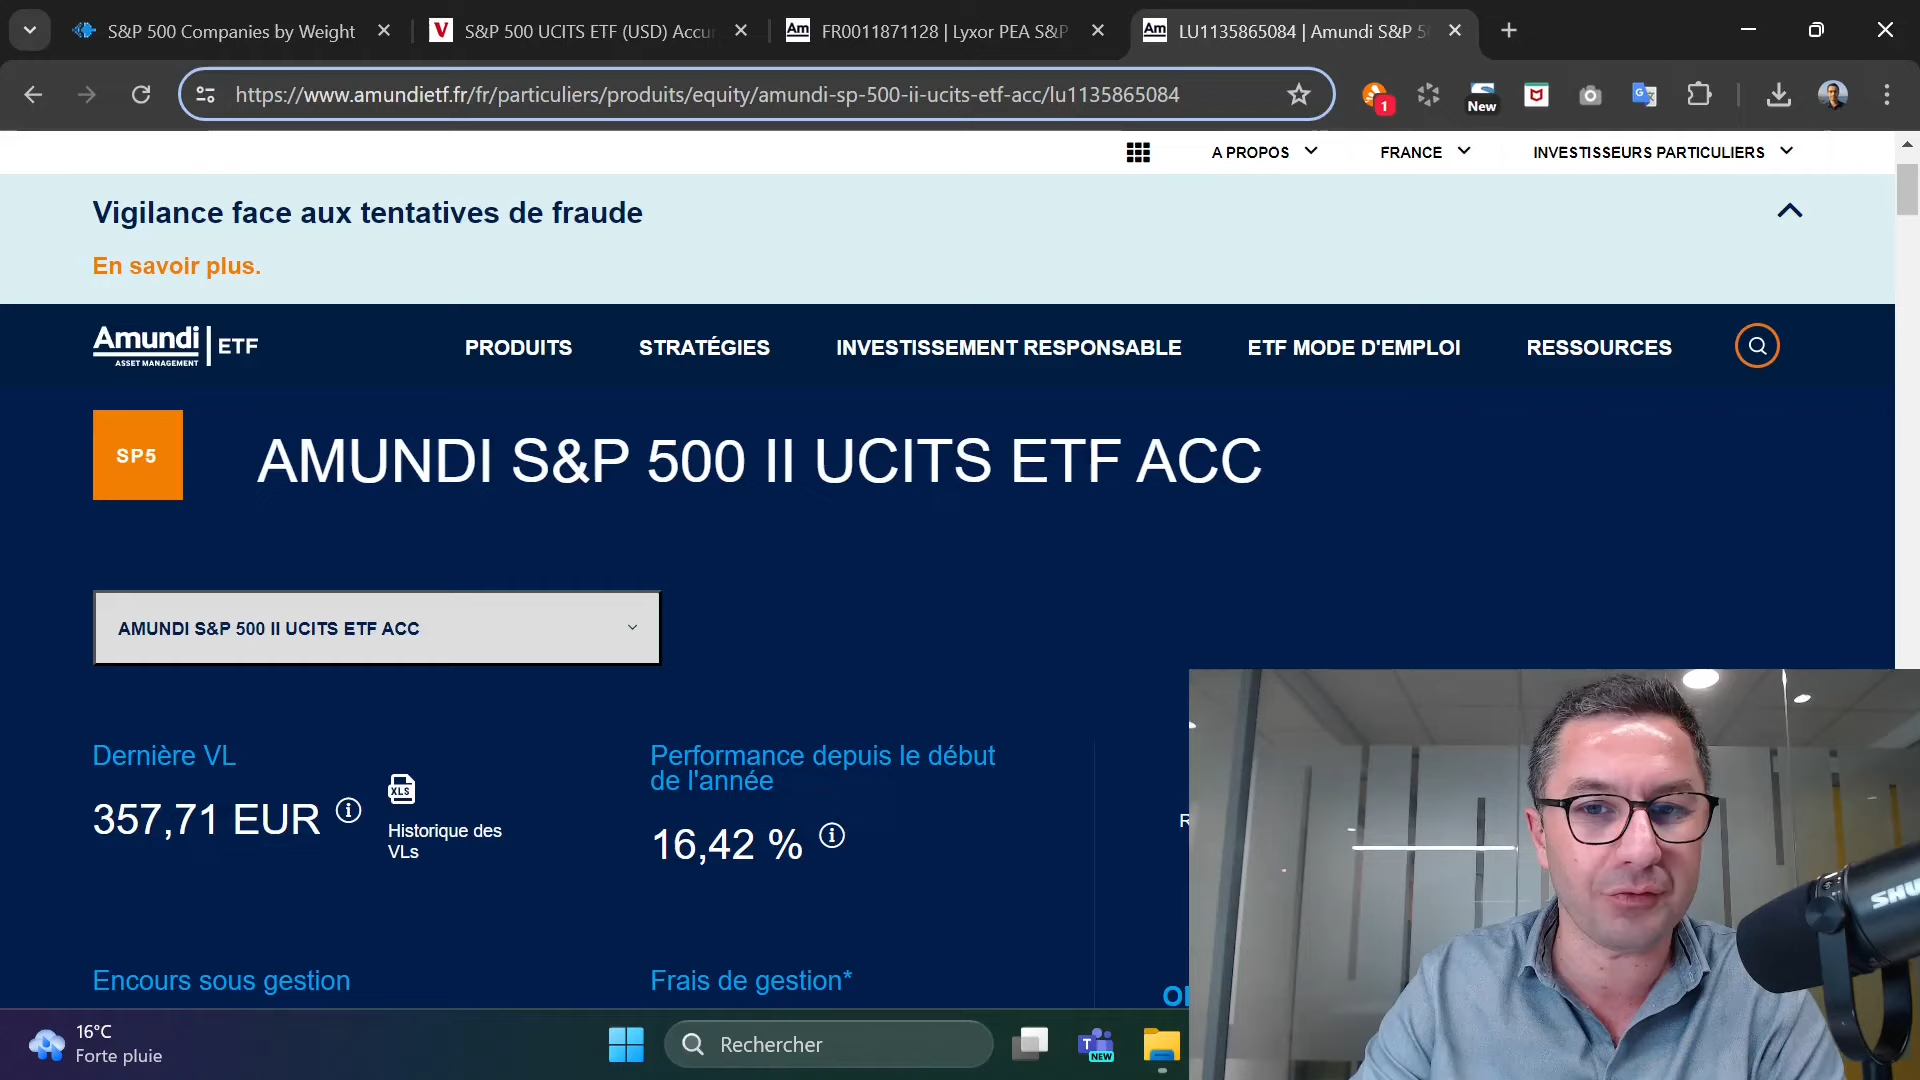 S&P 500 Companies by Weight
S&P 500 UCITS ETF (USD) Accu
FR0011871128 | Lyxor PEA S&P
LU1135865084 | Amundi S&P 5
https://www.amundietf.fr/fr/particuliers/produits/equity/amundi-sp-500-ii-ucits-etf-acc/lu1135865084
1
New
A PROPOS
FRANCE
INVESTISSEURS PARTICULIERS
Vigilance face aux tentatives de fraude
En savoir plus.
Amundi
ASSET MANAGEMENT
ETF
PRODUITS
STRATÉGIES
INVESTISSEMENT RESPONSABLE
ETF MODE D'EMPLOI
RESSOURCES
SP5
AMUNDI S&P 500 II UCITS ETF ACC
AMUNDI S&P 500 II UCITS ETF ACC
Dernière VL
357,71 EUR
XLS
Historique des
VLs
Performance depuis le début
de l'année
16,42 %
Encours sous gestion
Frais de gestion*
16°C
Forte pluie
Rechercher
NEW